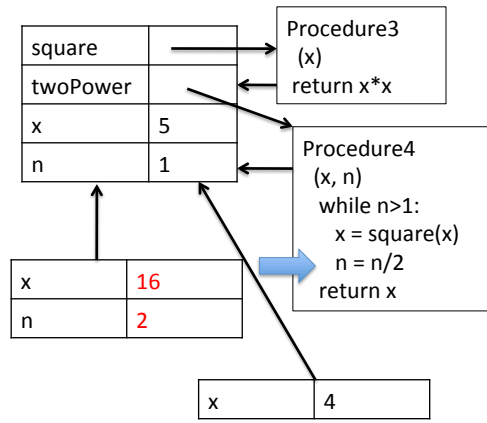 square
twoPower
x 5
n 1
Procedure3
(x)
return x*x
Procedure4
(x, n)
while n>1:
x = square(x)
n = n/2
return x
x 16
n 2
x 4